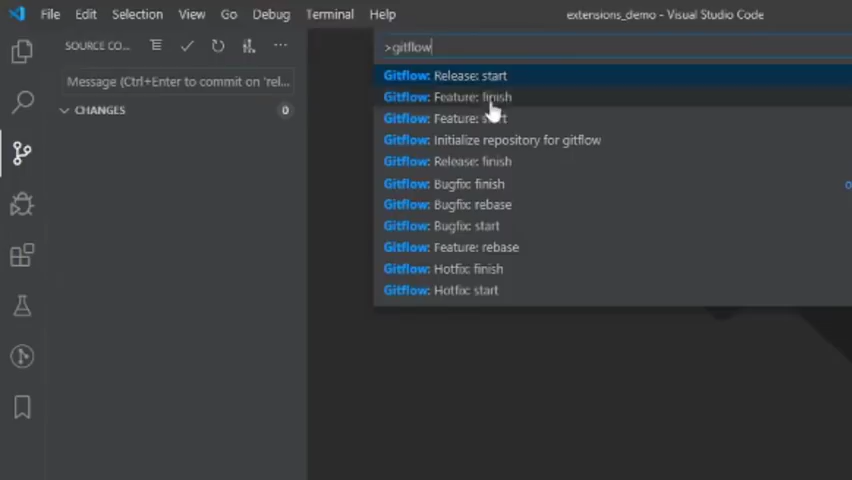 File Edit Selection View Go Debug Terminal Help extensions_demo - Visual Studio Code
SOURCE CO...
>gitflow
Message (Ctrl+Enter to commit on 'rel...
CHANGES 0
Gitflow: Release: start
Gitflow: Feature: finish
Gitflow: Feature: start
Gitflow: Initialize repository for gitflow
Gitflow: Release: finish
Gitflow: Bugfix: finish
Gitflow: Bugfix: rebase
Gitflow: Bugfix: start
Gitflow: Feature: rebase
Gitflow: Hotfix: finish
Gitflow: Hotfix: start